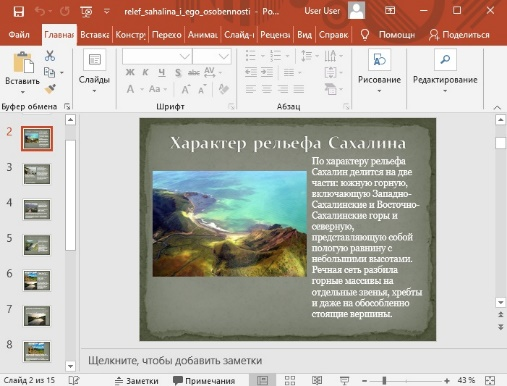 relef_sahalina_i_ego_osobennosti - Po... User User
Файл Главная Вставка Констр Перехо Анимац Слайд-ш Реценз Вид Справк Помощн Поделиться
Вставить Слайды Рисование Редактирование
Ж К Ч S abc AV
Aa A A
Буфер обмена Шрифт Абзац
2
3
4
5
6
7
8
Характер рельефа Сахалина
По характеру рельефа
Сахалин делится на две
части: южную горную,
включающую Западно-
Сахалинские и Восточно-
Сахалинские горы и
северную,
представляющую собой
пологую равнину с
небольшими высотами.
Речная сеть разбила
горные массивы на
отдельные звенья, хребты
и даже на обособленно
стоящие вершины.
Щелкните, чтобы добавить заметки
Слайд 2 из 15 Заметки Примечания 43 %